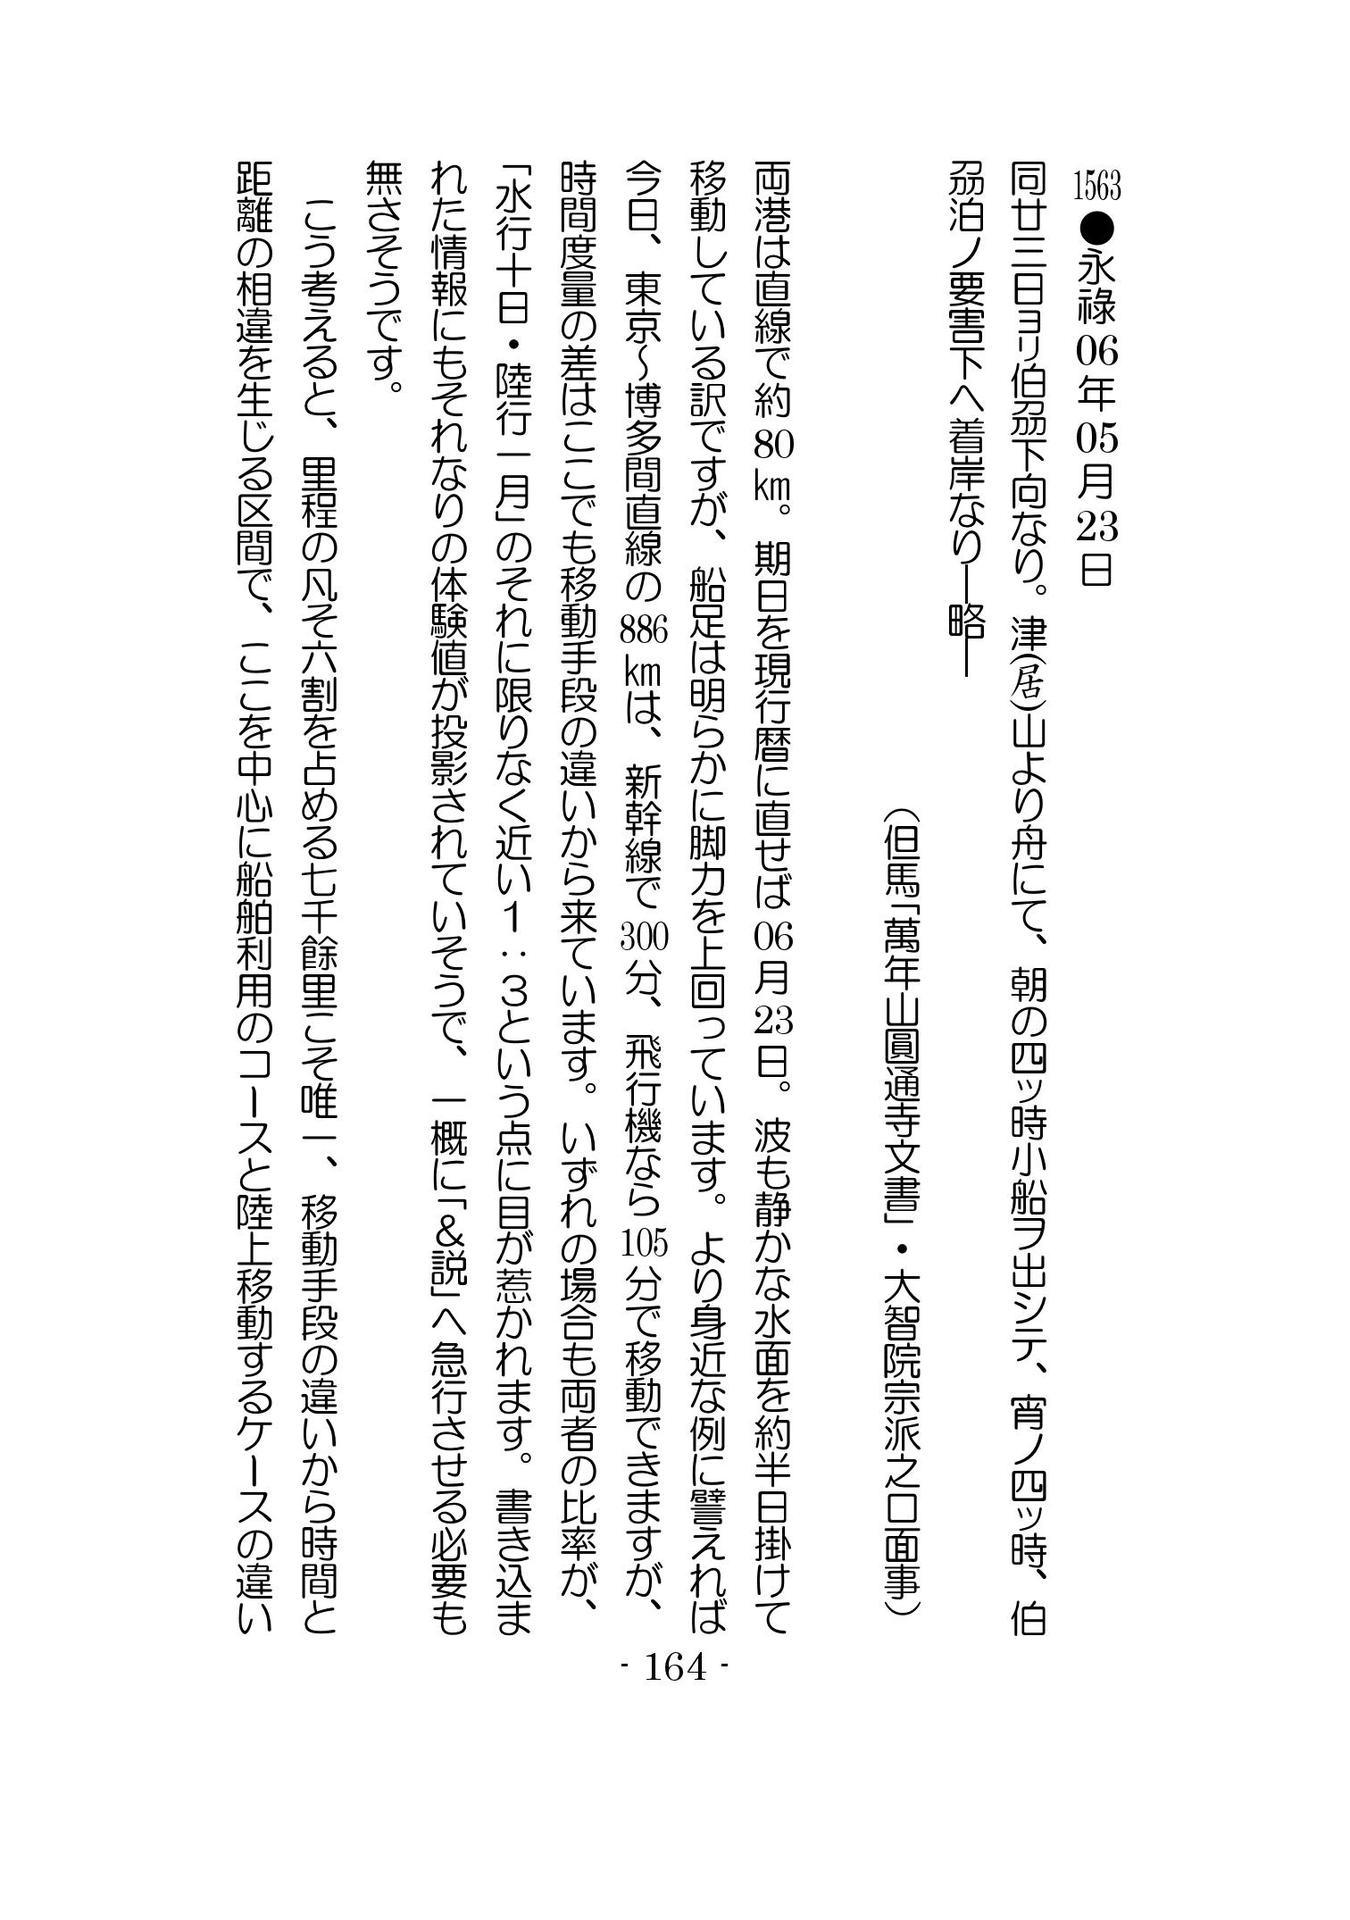 1563●永祿06年05月23日
同廿三日ヨリ伯刕下向なり。津(居)山より舟にて、朝の四ッ時小船ヲ出シテ、宵ノ四ッ時、伯
刕泊ノ要害下へ着岸なり―略―
(但馬「萬年山圓通寺文書」・大智院宗派之口面事)
両港は直線で約80㎞。期日を現行暦に直せば06月23日。波も静かな水面を約半日掛けて
移動している訳ですが、船足は明らかに脚力を上回っています。より身近な例に譬えれば
今日、東京～博多間直線の886㎞は、新幹線で300分、飛行機なら105分で移動できますが、
時間度量の差はここでも移動手段の違いから来ています。いずれの場合も両者の比率が、
「水行十日・陸行一月」のそれに限りなく近い1:3という点に目が惹かれます。書き込ま
れた情報にもそれなりの体験値が投影されていそうで、一概に「&説」へ急行させる必要も
無さそうです。
こう考えると、里程の凡そ六割を占める七千餘里こそ唯一、移動手段の違いから時間と
距離の相違を生じる区間で、ここを中心に船舶利用のコースと陸上移動するケースの違い
- 164 -